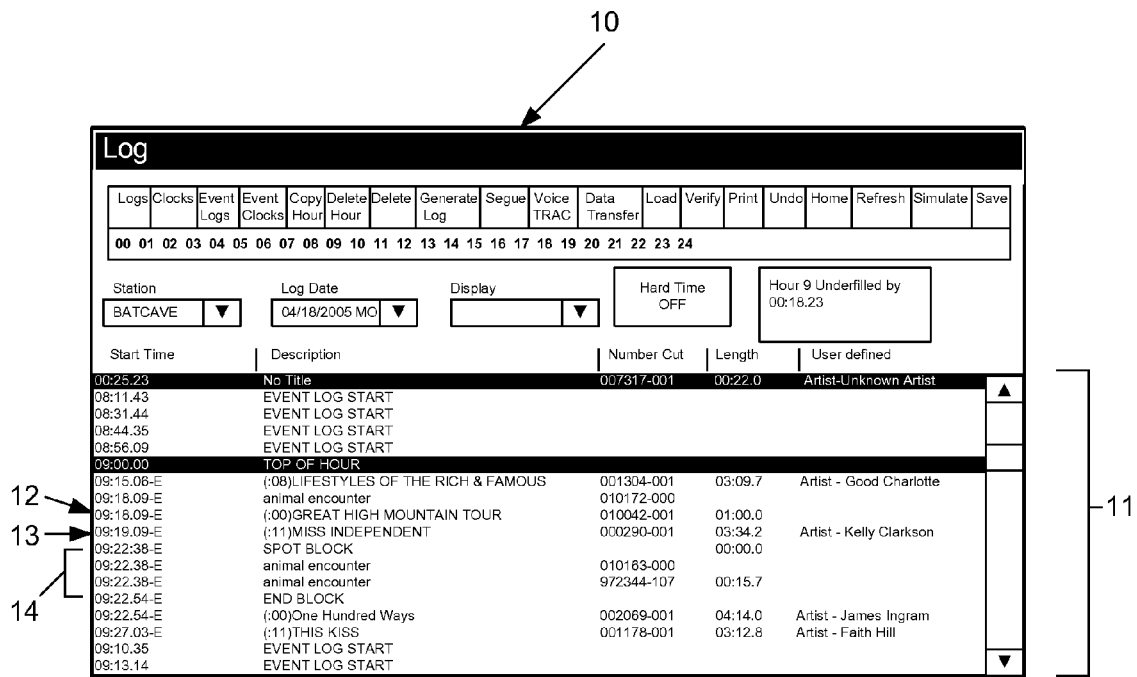 10
Log
Logs Clocks Event Logs Event Clocks Copy Hour Delete Hour Delete Generate Log Segue Voice TRAC Data Transfer Load Verify Print Undo Home Refresh Simulate Save
00 01 02 03 04 05 06 07 08 09 10 11 12 13 14 15 16 17 18 19 20 21 22 23 24
Station Log Date Display Hard Time OFF Hour 9 Underfilled by 00:18.23
BATCAVE ▼ 04/18/2005 MO ▼ ▼
Start Time Description Number Cut Length User defined
00:25.23 No Title 007317-001 00:22.0 Artist-Unknown Artist
08:11.43 EVENT LOG START
08:31.44 EVENT LOG START
08:44.35 EVENT LOG START
08:56.09 EVENT LOG START
09:00.00 TOP OF HOUR
09:15.06-E (:08)LIFESTYLES OF THE RICH & FAMOUS 001304-001 03:09.7 Artist - Good Charlotte
09:18.09-E animal encounter 010172-000
12 09:18.09-E (:00)GREAT HIGH MOUNTAIN TOUR 010042-001 01:00.0
13 09:19.09-E (:11)MISS INDEPENDENT 000290-001 03:34.2 Artist - Kelly Clarkson
09:22:38-E SPOT BLOCK 00:00.0
09:22.38-E animal encounter 010163-000
09:22.38-E animal encounter 972344-107 00:15.7
09:22.54-E END BLOCK
09:22.54-E (:00)One Hundred Ways 002069-001 04:14.0 Artist - James Ingram
09:27.03-E (:11)THIS KISS 001178-001 03:12.8 Artist - Faith Hill
09:10.35 EVENT LOG START
09:13.14 EVENT LOG START
14
11